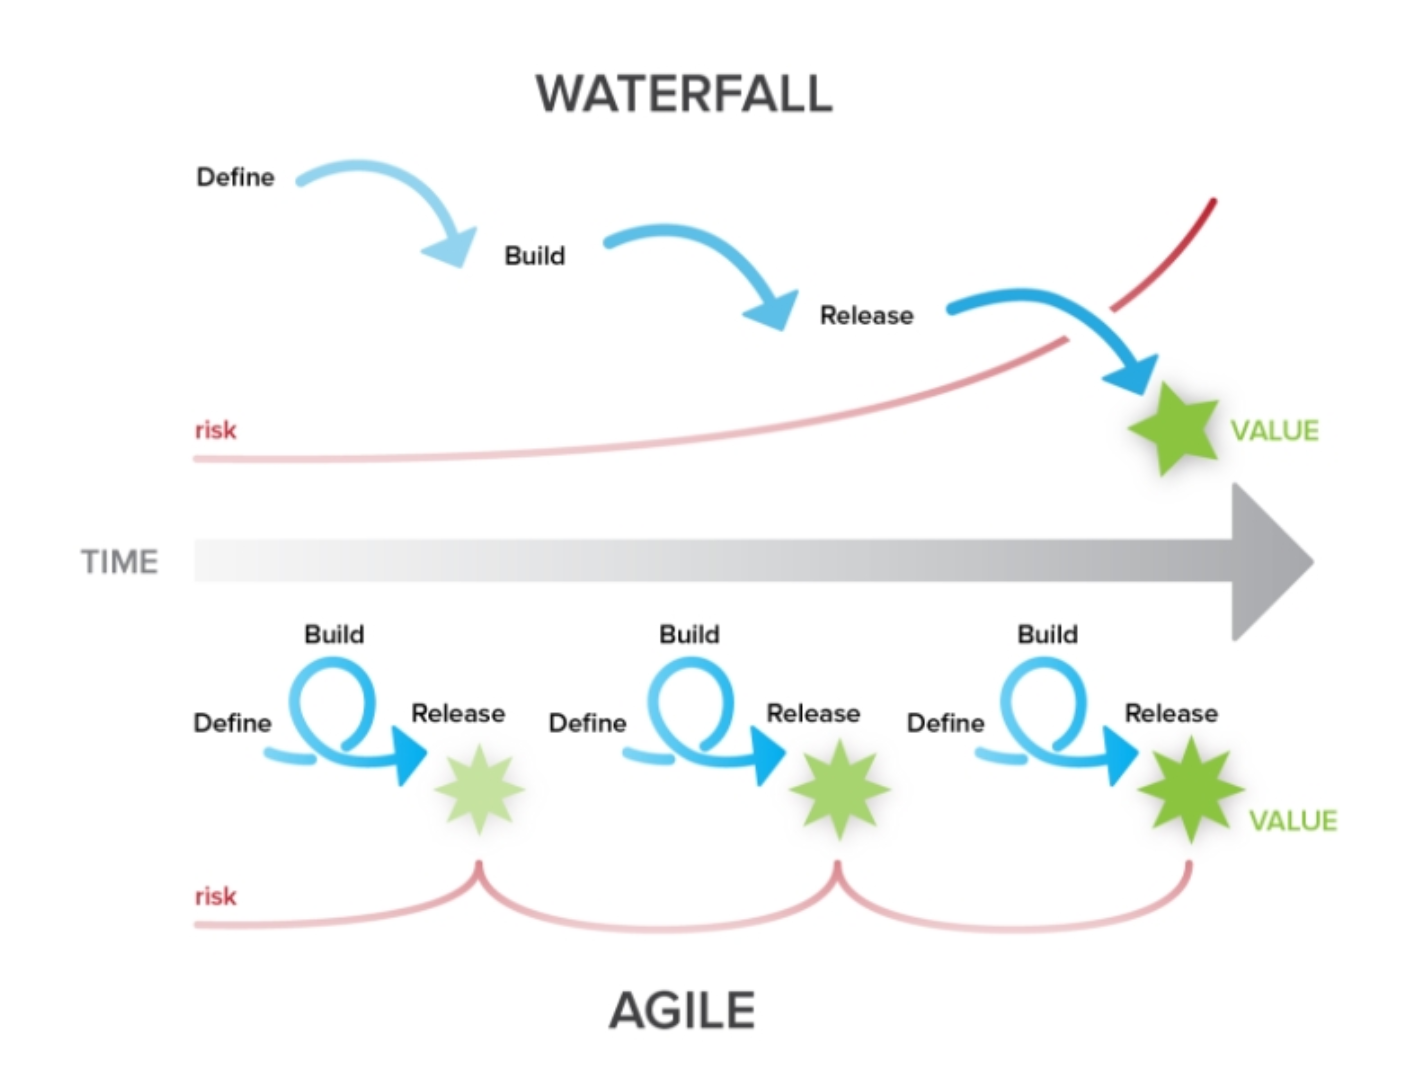 WATERFALL
Define
Build
Release
risk
VALUE
TIME
Build
Build
Build
Define
Release
Define
Release
Define
Release
VALUE
risk
AGILE